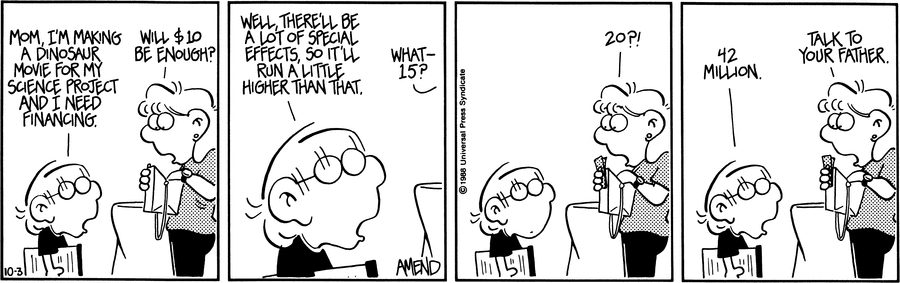 MOM, I'M MAKING
A DINOSAUR
MOVIE FOR MY
SCIENCE PROJECT
AND I NEED
FINANCING.
WILL $10
BE ENOUGH?
10-3
WELL, THERE'LL BE
A LOT OF SPECIAL
EFFECTS, SO IT'LL
RUN A LITTLE
HIGHER THAN THAT.
WHAT—
15?
AMEND
© 1988 Universal Press Syndicate
20?!
42
MILLION.
TALK TO
YOUR FATHER.